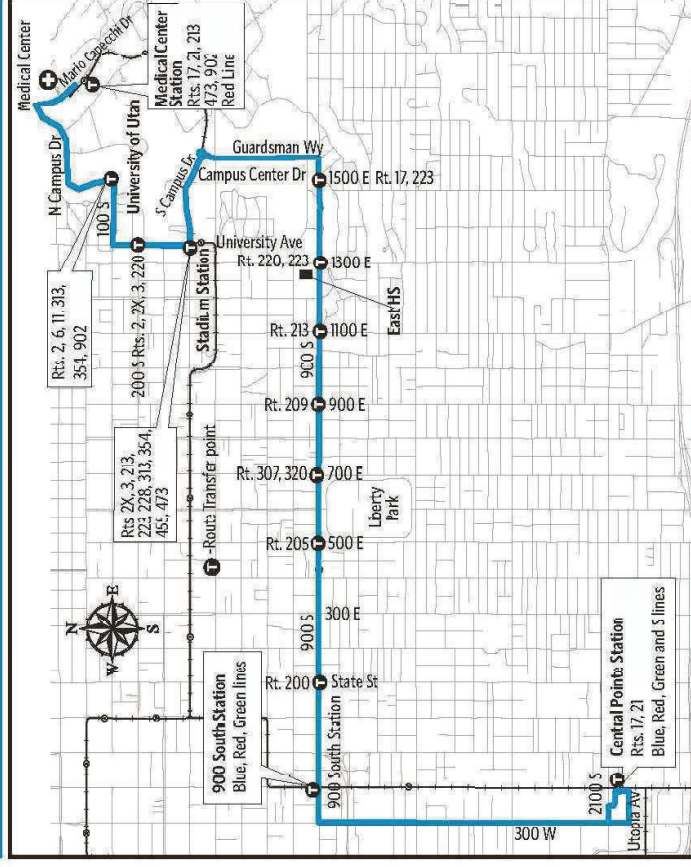 Medical Center
Mario Capecchi Dr
Medical Center
Station
Rts. 17, 21, 213
473, 902
Red Line
N Campus Dr
100 S
University of Utah
S Campus Dr
Guardsman Wy
Campus Center Dr
1500 E Rt. 17, 223
Rt. 2, 6, 11, 313,
354, 902
200 S Rts. 2, 2X, 3, 220
Stadium Station
University Ave
Rt. 220, 223
1300 E
East HS
Rts 2X, 3, 213,
223, 228, 313, 354,
455, 473
T -Route Transfer point
Rt. 213
1100 E
900 S
Rt. 209
900 E
Rt. 307, 320
700 E
Liberty
Park
Rt. 205
500 E
N
E
S
W
900 S
300 E
Rt. 200
State St
900 South Station
Blue, Red, Green lines
900 South Station
Central Pointe Station
Rts. 17, 21
Blue, Red, Green and S lines
2100 S
Utopia Av
300 W